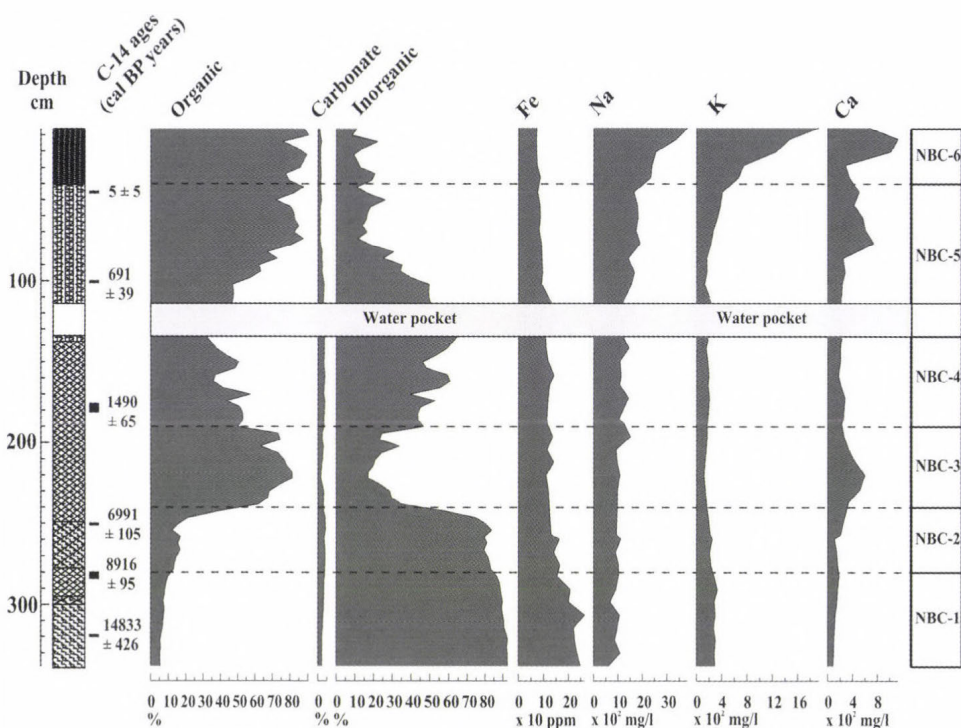 Depth
cm
C-14 ages
(cal BP years)
Organic
Carbonate
Inorganic
Fe
Na
K
Ca
NBC-6
5 ± 5
NBC-5
100
691
± 39
Water pocket Water pocket
NBC-4
1490
± 65
200
NBC-3
6991
± 105
NBC-2
8916
± 95
300
NBC-1
14833
± 426
0 10 20 30 40 50 60 70 80 0 0 10 20 30 40 50 60 70 80 0 10 20 0 10 20 30 0 6 12 18 0 4 8
% % % x 10 ppm x 10² mg/l x 10² mg/l x 10² mg/l